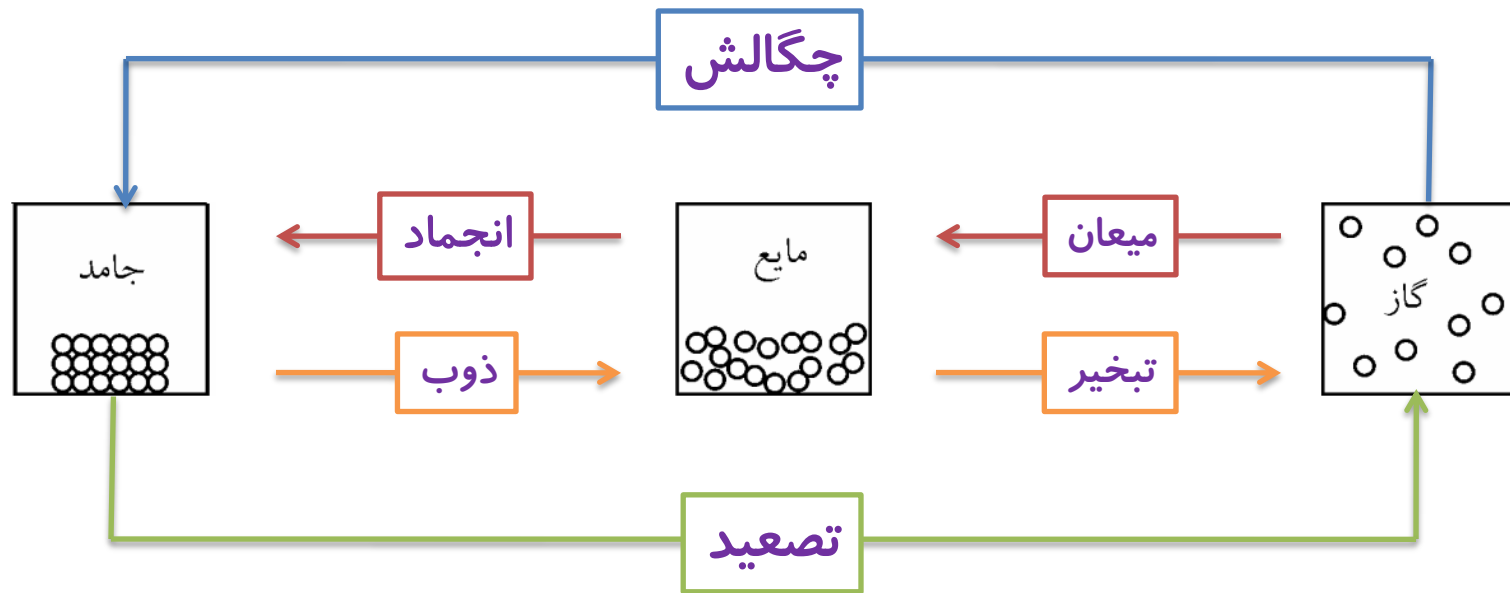 چگالش
میعان
انجماد
گاز
مایع
جامد
تبخیر
ذوب
تصعید